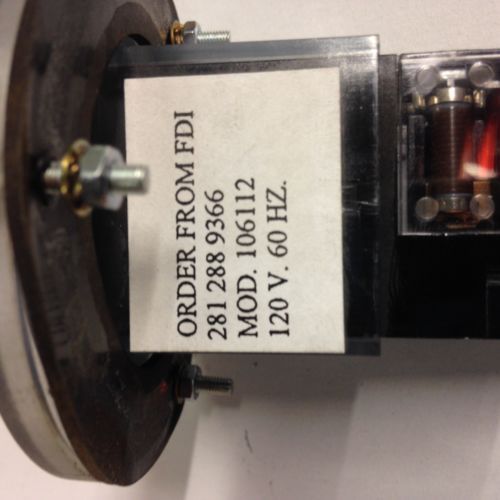 ORDER FROM FDI
281 288 9366
MOD. 106112
120 V. 60 HZ.